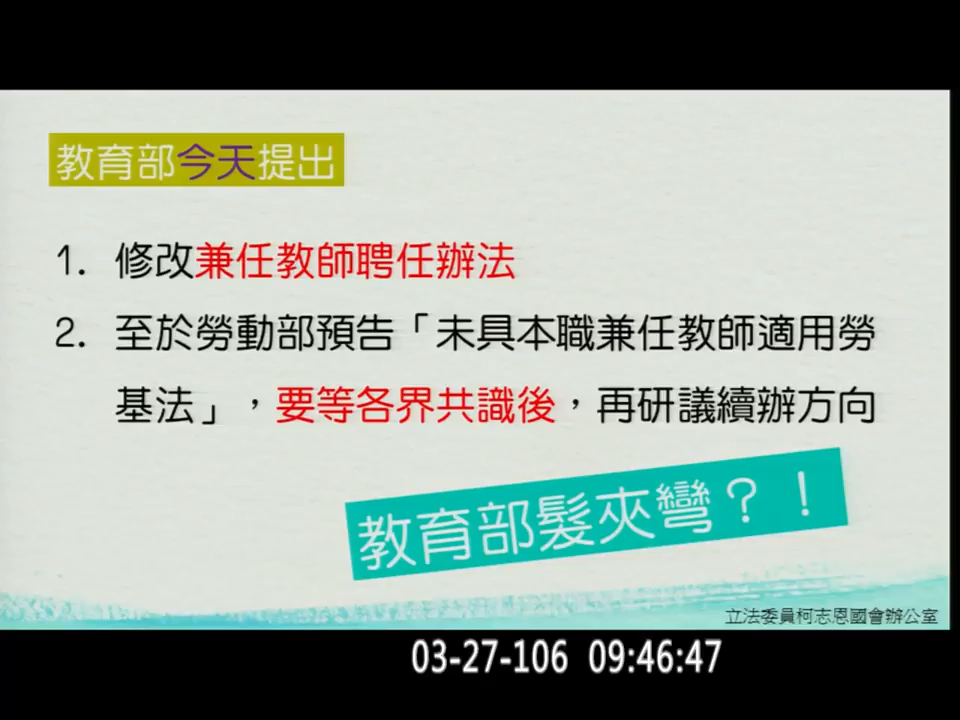 教育部今天提出
1. 修改兼任教師聘任辦法
2. 至於勞動部預告「未具本職兼任教師適用勞
基法」，要等各界共識後，再研議續辦方向
教育部髮夾彎？！
立法委員柯志恩國會辦公室
03-27-106 09:46:47